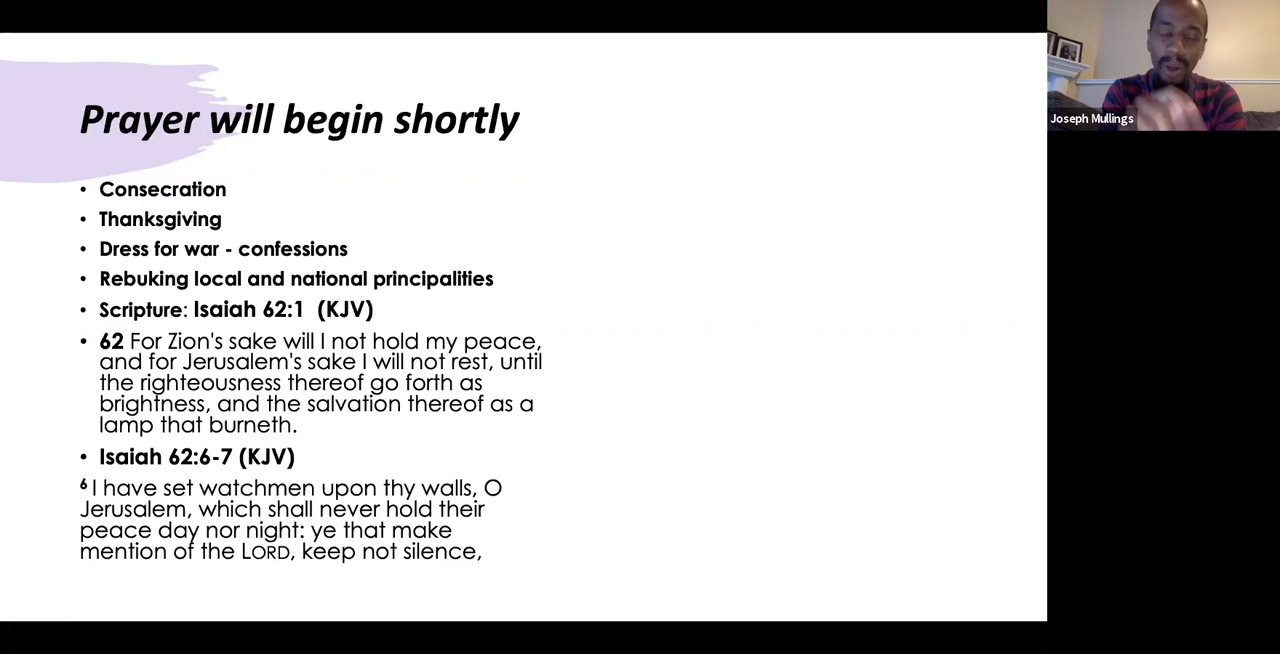 Prayer will begin shortly
• Consecration
• Thanksgiving
• Dress for war - confessions
• Rebuking local and national principalities
• Scripture: Isaiah 62:1  (KJV)
• 62 For Zion's sake will I not hold my peace,
and for Jerusalem's sake I will not rest, until
the righteousness thereof go forth as
brightness, and the salvation thereof as a
lamp that burneth.
• Isaiah 62:6-7 (KJV)
6 I have set watchmen upon thy walls, O
Jerusalem, which shall never hold their
peace day nor night: ye that make
mention of the LORD, keep not silence,
Joseph Mullings